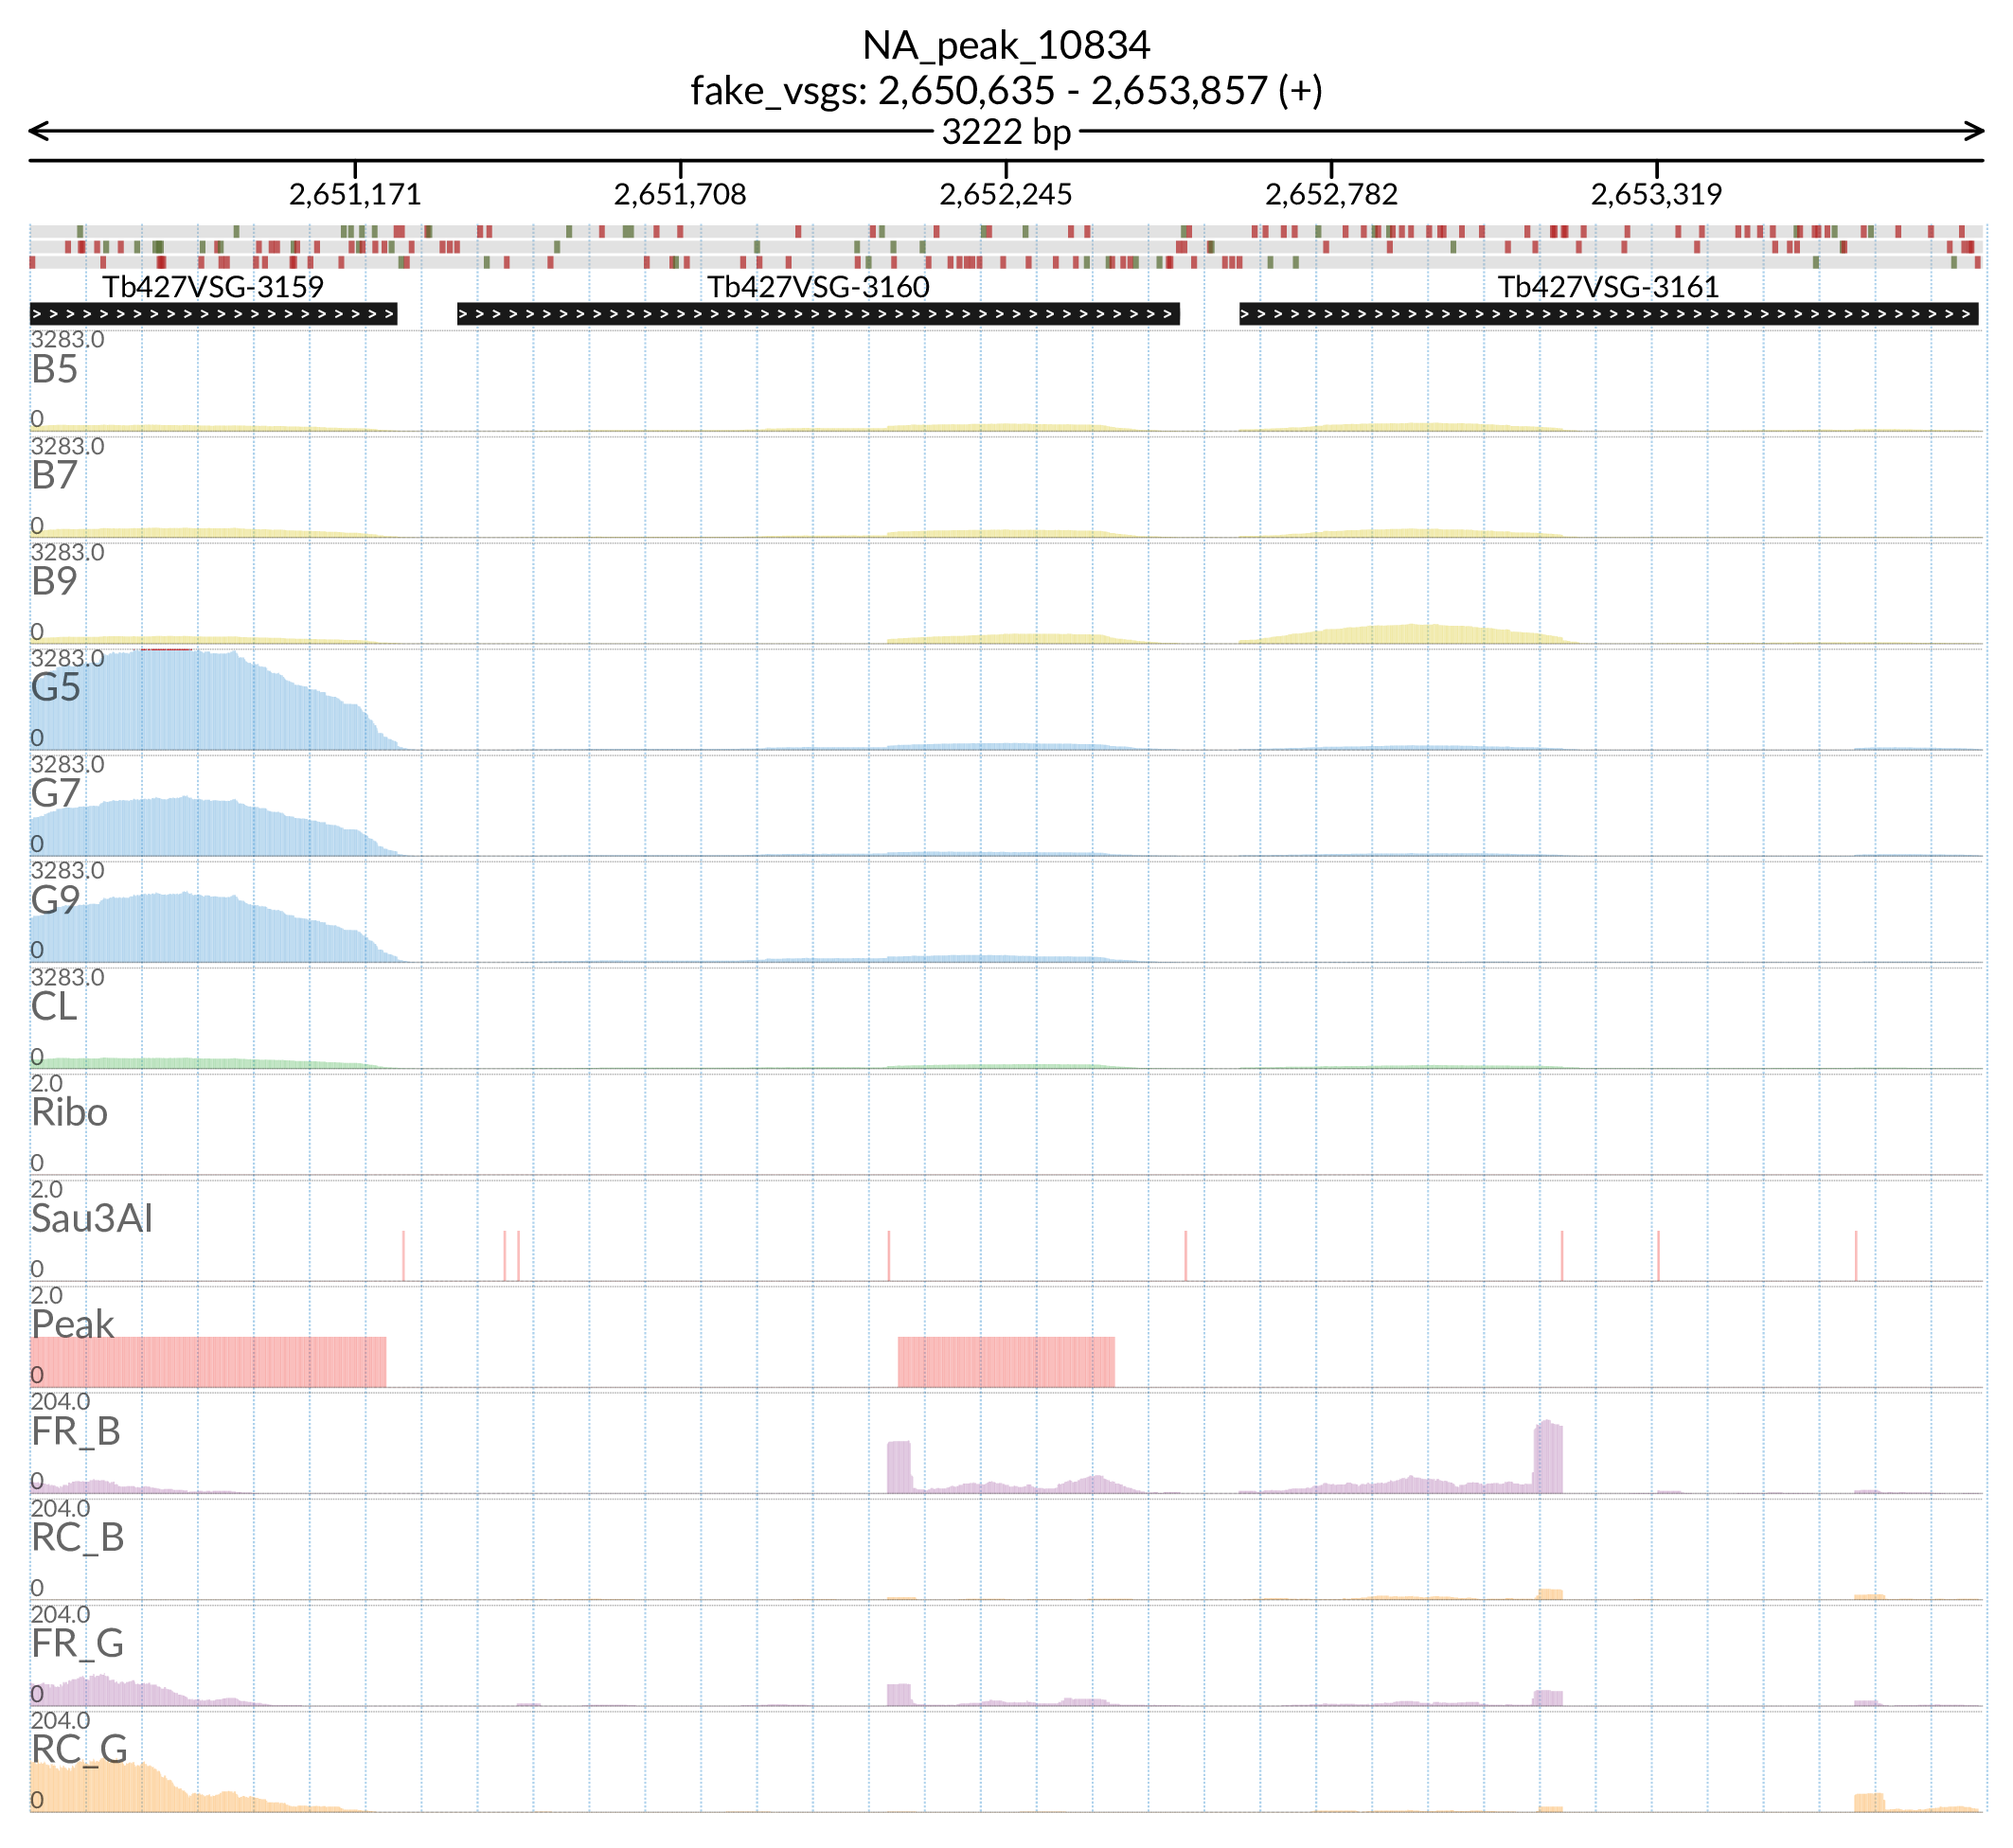 NA_peak_10834
fake_vsgs: 2,650,635 - 2,653,857 (+)
3222 bp
2,651,171 2,651,708 2,652,245 2,652,782 2,653,319
Tb427VSG-3159 Tb427VSG-3160 Tb427VSG-3161
3283.0
B5
0
3283.0
B7
0
3283.0
B9
0
3283.0
G5
0
3283.0
G7
0
3283.0
G9
0
3283.0
CL
0
2.0
Ribo
0
2.0
Sau3AI
0
2.0
Peak
0
204.0
FR_B
0
204.0
RC_B
0
204.0
FR_G
0
204.0
RC_G
0